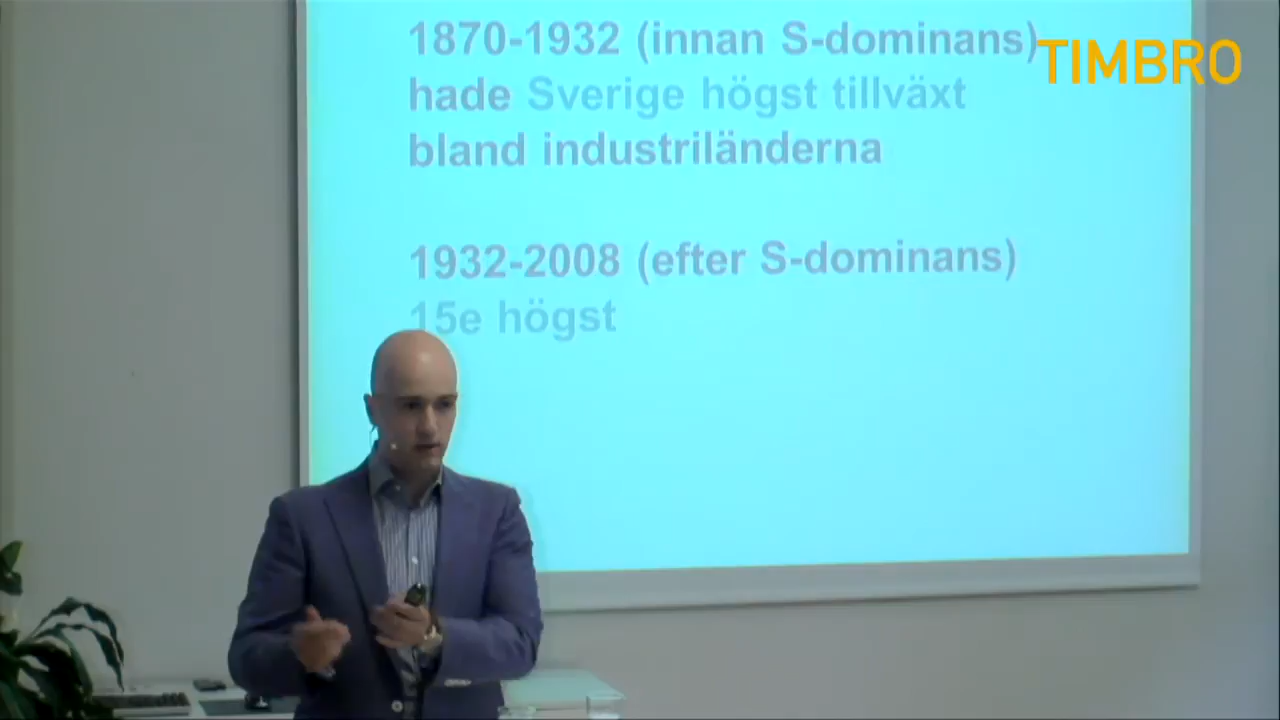 1870-1932 (innan S-dominans)
TIMBRO
hade Sverige högst tillväxt
bland industriländerna
1932-2008 (efter S-dominans)
15e högst